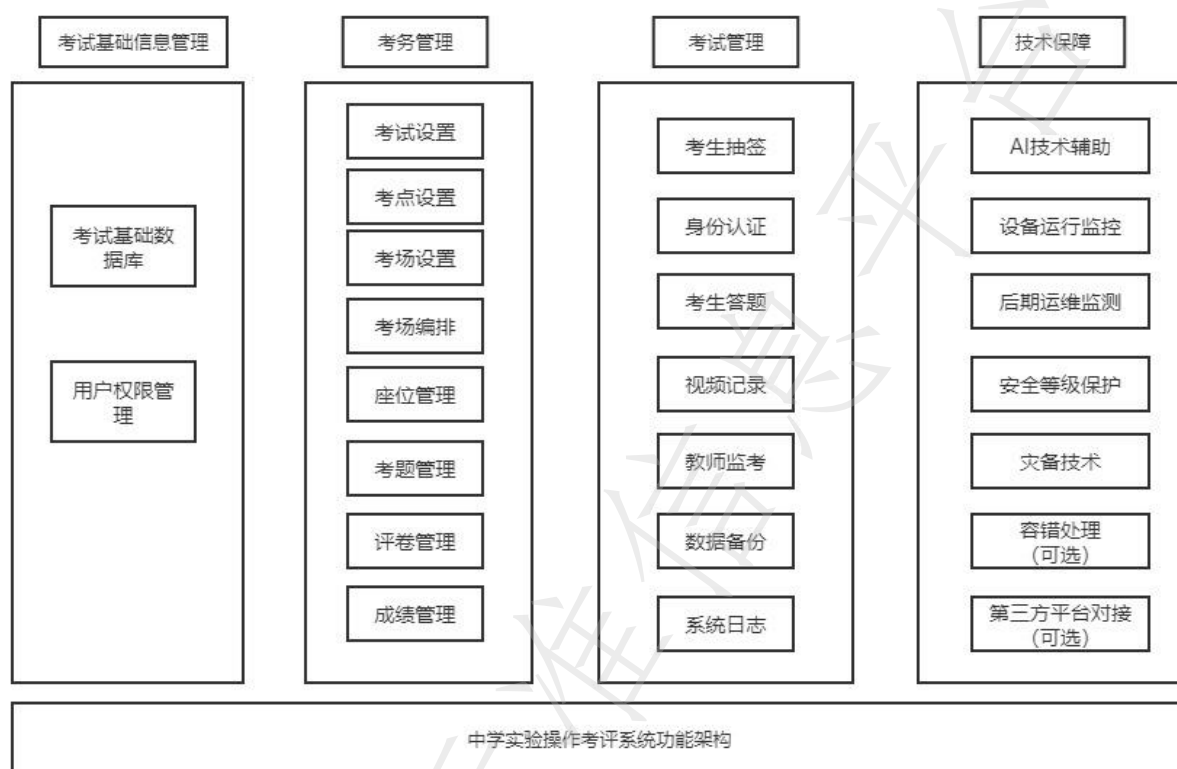 考试基础信息管理
考务管理
考试管理
技术保障
考试基础数
据库
用户权限管
理
考试设置
考点设置
考场设置
考场编排
座位管理
考题管理
评卷管理
成绩管理
考生抽签
身份认证
考生答题
视频记录
教师监考
数据备份
系统日志
AI技术辅助
设备运行监控
后期运维监测
安全等级保护
灾备技术
容错处理
（可选）
第三方平台对接
（可选）
中学实验操作考评系统功能架构
准信息平台